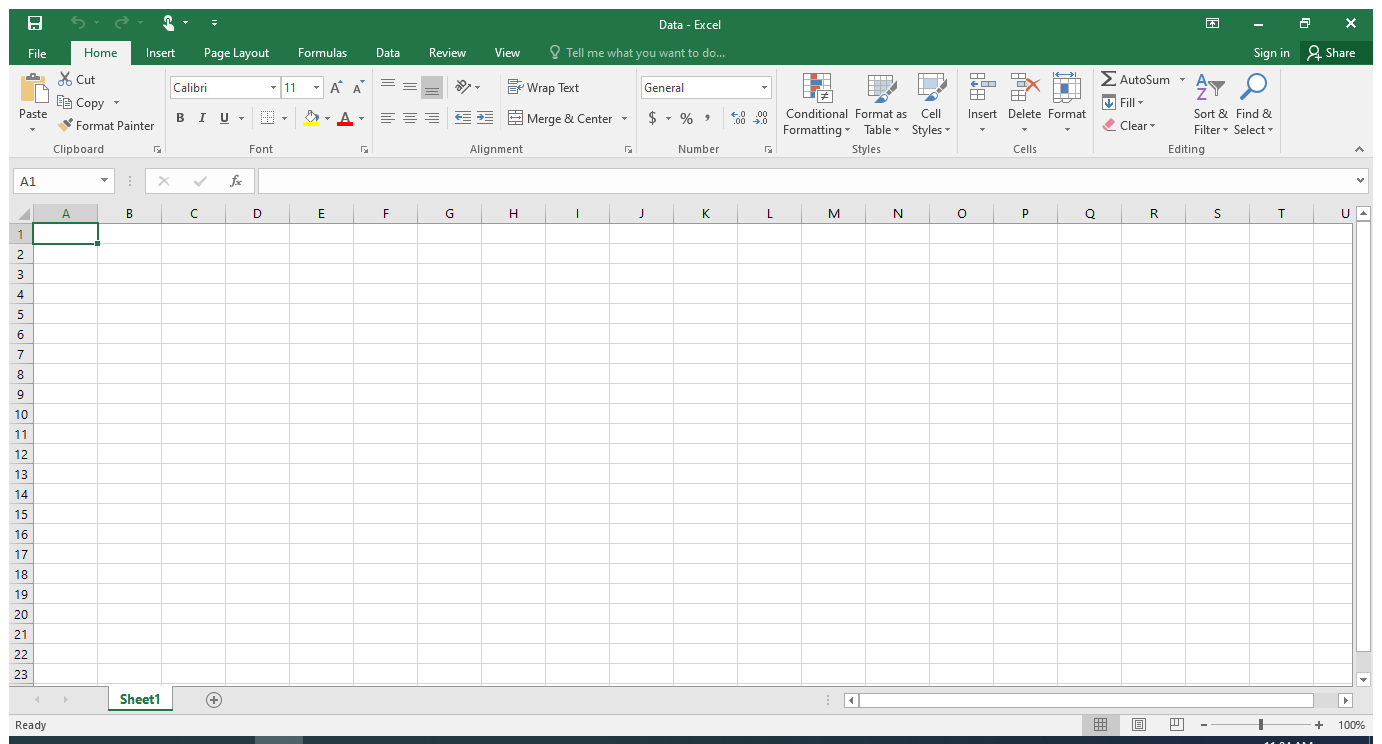 Data - Excel
File Home Insert Page Layout Formulas Data Review View Tell me what you want to do... Sign in Share
Paste
Cut
Copy
Format Painter
Clipboard
Calibri 11 A A
B I U A
Font
Wrap Text
Merge & Center
Alignment
General
$ % , .0 .00 .00 .0
Number
Conditional Formatting
Format as Table
Cell Styles
Styles
Insert Delete Format
Cells
AutoSum
Fill
Clear
Sort & Filter
Find & Select
Editing
A1 fx
A B C D E F G H I J K L M N O P Q R S T U
1
2
3
4
5
6
7
8
9
10
11
12
13
14
15
16
17
18
19
20
21
22
23
Sheet1
Ready 100%